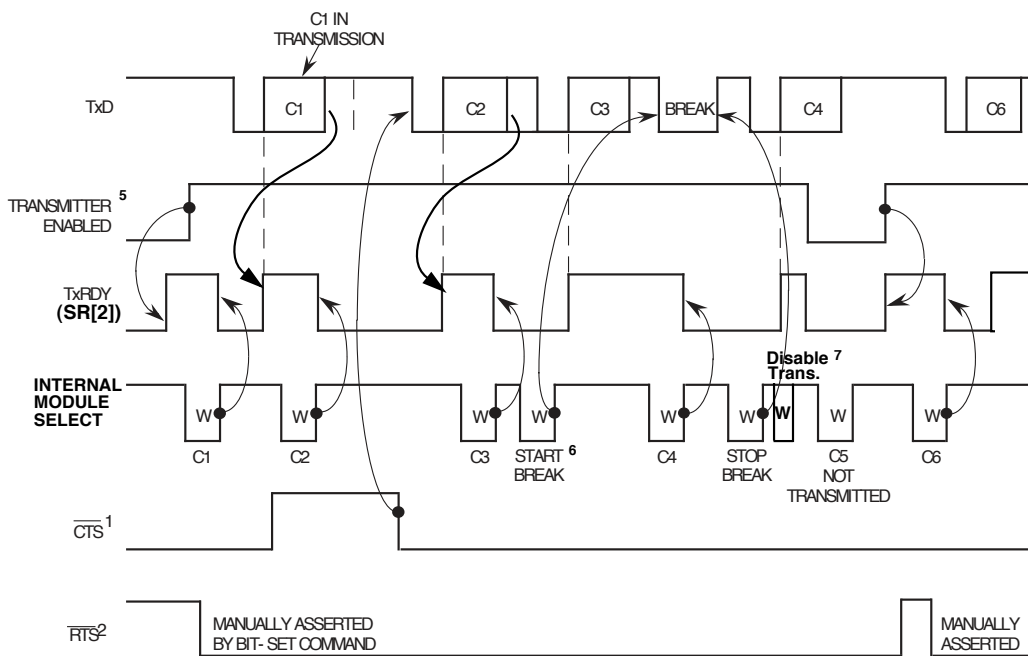 C1 IN
TRANSMISSION
TxD
C1
C2
C3
BREAK
C4
C6
TRANSMITTER 5
ENABLED
TxRDY
(SR[2])
Disable 7
Trans.
INTERNAL
MODULE
SELECT
W
W
W
W
W
W
W
W
W
C1
C2
C3
START 6
BREAK
C4
STOP
BREAK
C5
NOT
TRANSMITTED
C6
CTS 1
RTS 2
MANUALLY ASSERTED
BY BIT- SET COMMAND
MANUALLY
ASSERTED